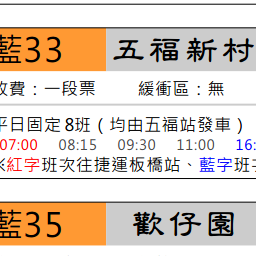 藍33 五福新村
收費：一段票 緩衝區：無
平日固定8班（均由五福站發車）
07:00 08:15 09:30 11:00 16:
※紅字班次往捷運板橋站、藍字班
藍35 歡仔園